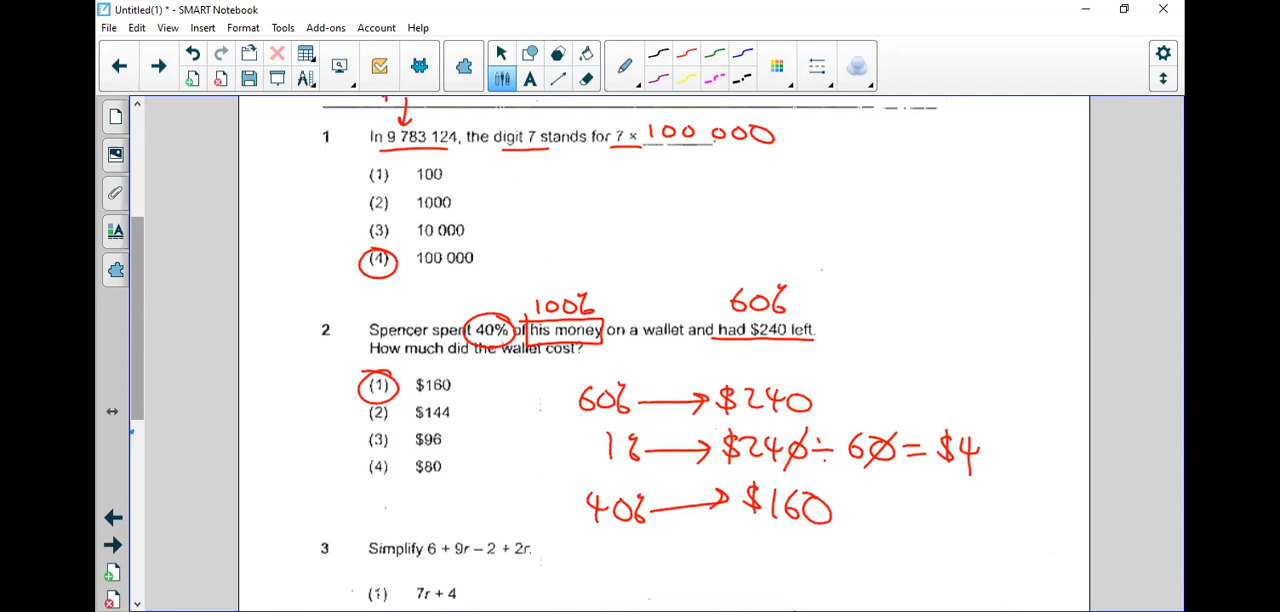 Untitled(1) * - SMART Notebook
File Edit View Insert Format Tools Add-ons Account Help
1 In 9 783 124, the digit 7 stands for 7 × 100 000
(1) 100
(2) 1000
(3) 10 000
(4) 100 000
100% 60%
2 Spencer spent 40% of his money on a wallet and had $240 left.
How much did the wallet cost?
(1) $160
(2) $144
(3) $96
(4) $80
60% → $240
1% → $240 ÷ 60 = $4
40% → $160
3 Simplify 6 + 9r − 2 + 2r.
(1) 7r + 4